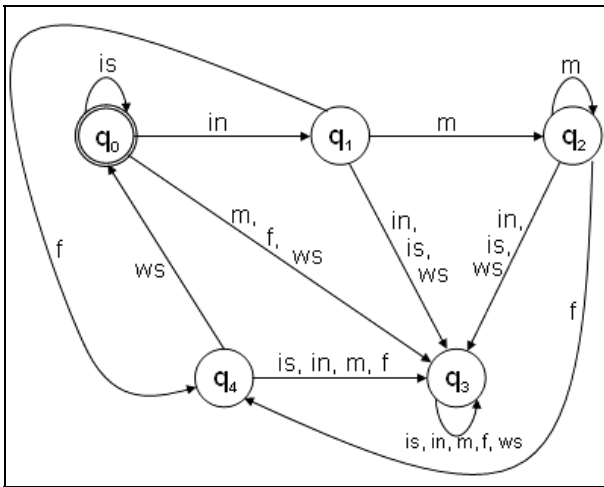 is
m
q₀
in
q₁
m
q₂
m,
f,
ws
in,
is,
ws
in,
is,
ws
f
ws
f
q₄
is, in, m, f
q₃
is, in, m, f, ws